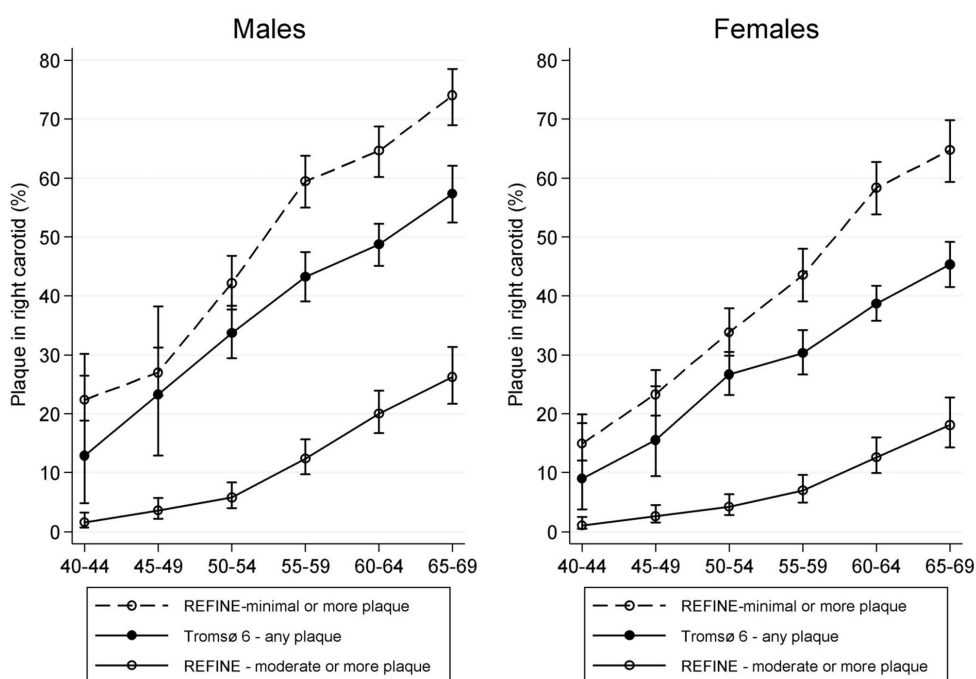 Males
Plaque in right carotid (%)
80
70
60
50
40
30
20
10
0
40-44 45-49 50-54 55-59 60-64 65-69
REFINE-minimal or more plaque
Tromsø 6 - any plaque
REFINE - moderate or more plaque
Females
Plaque in right carotid (%)
80
70
60
50
40
30
20
10
0
40-44 45-49 50-54 55-59 60-64 65-69
REFINE-minimal or more plaque
Tromsø 6 - any plaque
REFINE - moderate or more plaque